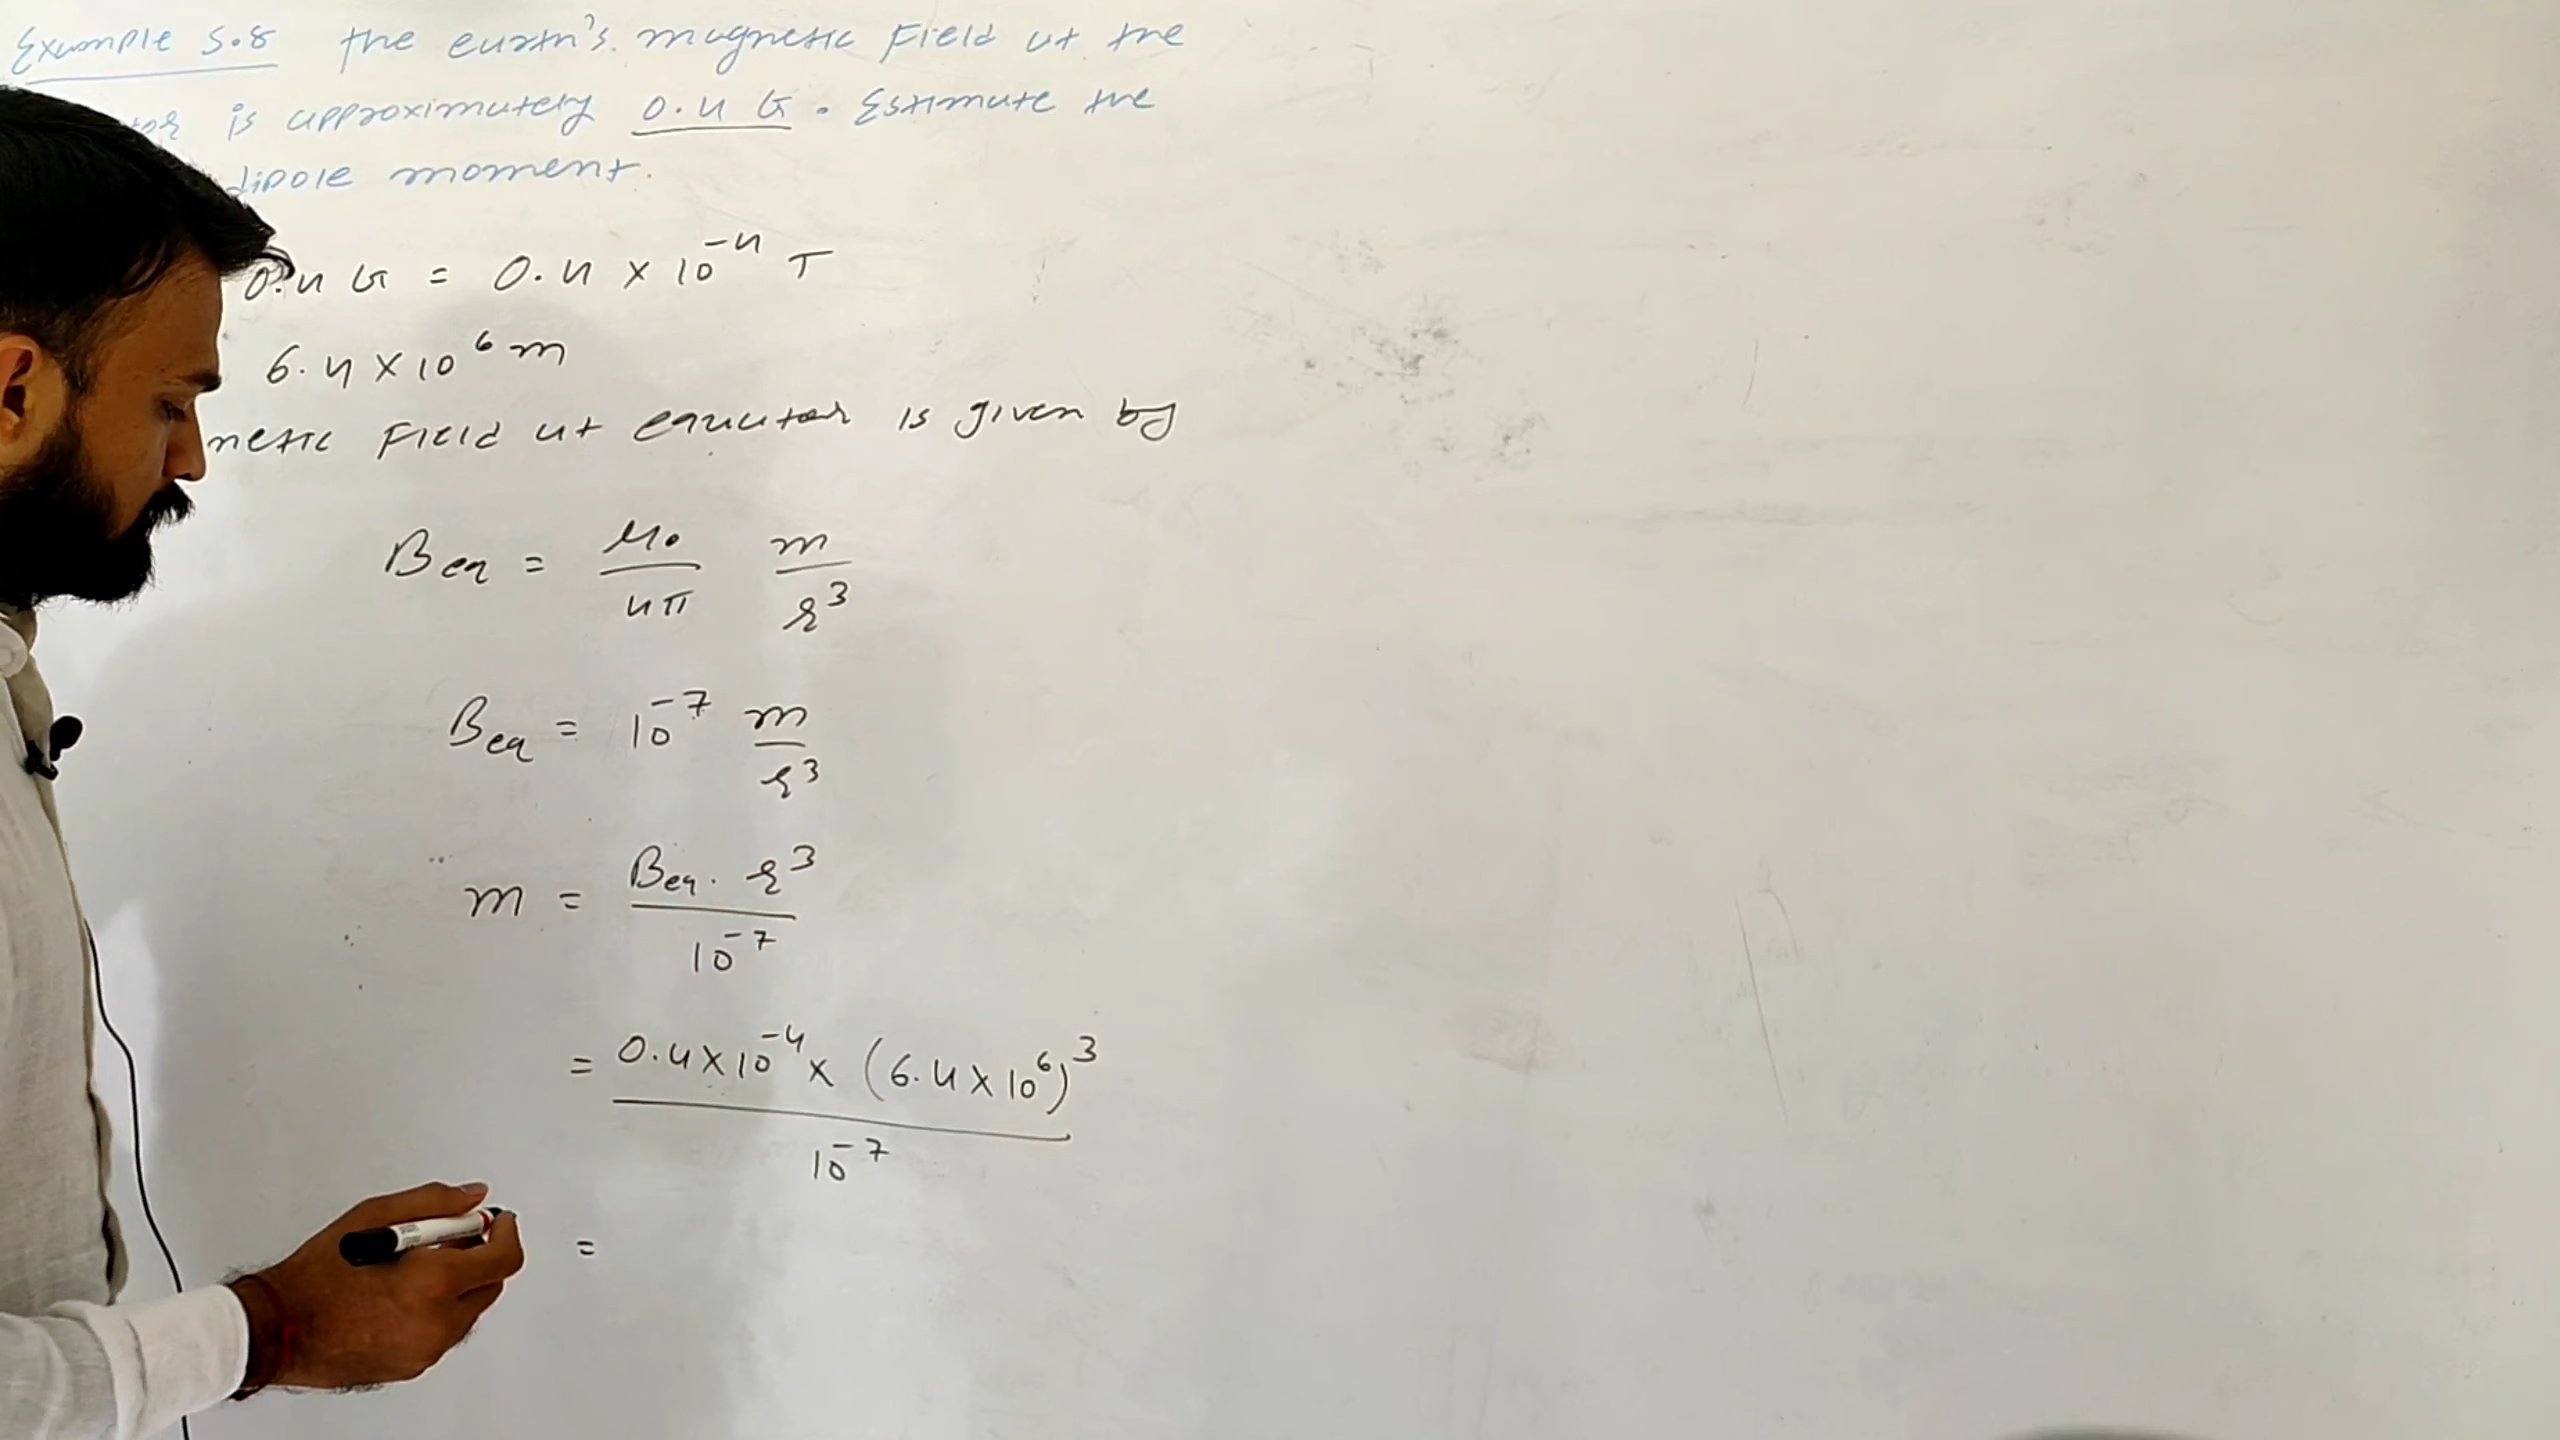 Example 5.8 The earth's magnetic field at the
is approximately 0.4 G. Estimate the
dipole moment.
0.4 G = 0.4 × 10⁻⁴ T
6.4 × 10⁶ m
netic field at equator is given by
Beq = μ₀/4π m/r³
Beq = 10⁻⁷ m/r³
m = Beq. r³/10⁻⁷
= 0.4×10⁻⁴ × (6.4×10⁶)³/10⁻⁷
=